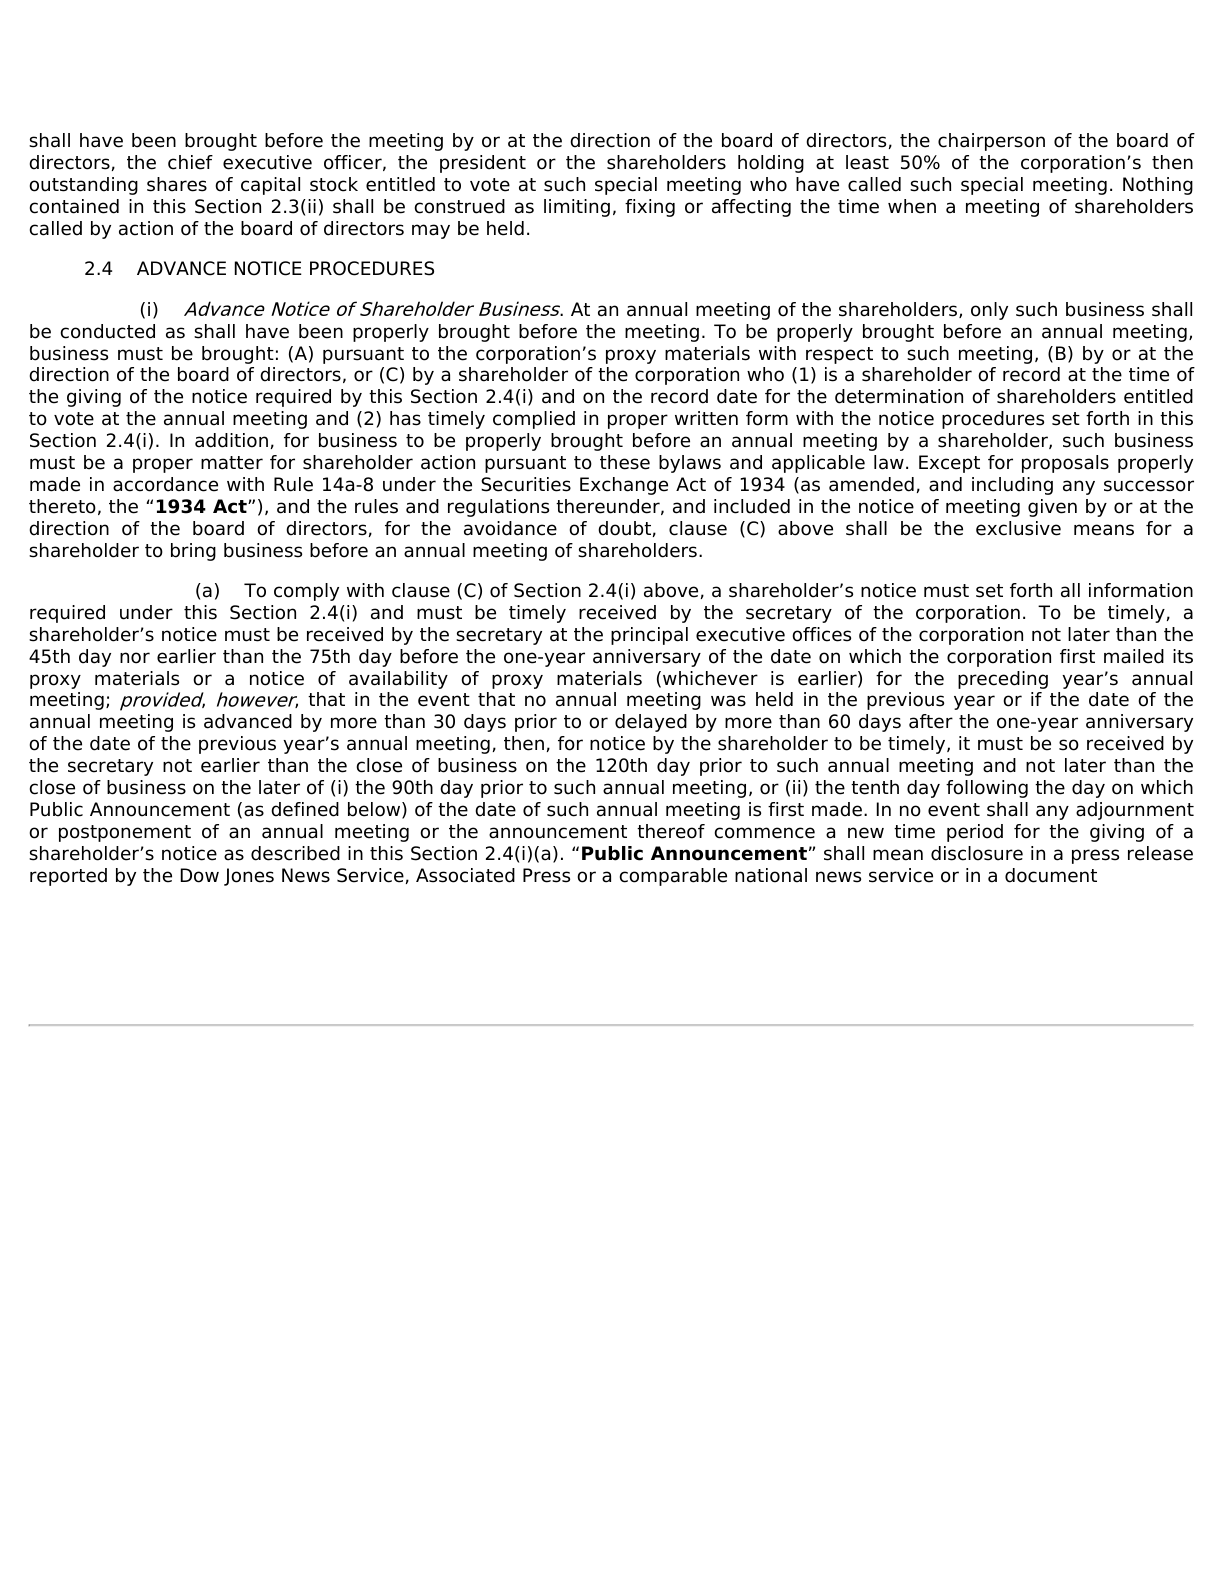 shall have been brought before the meeting by or at the direction of the board of directors, the chairperson of the board of
directors, the chief executive officer, the president or the shareholders holding at least 50% of the corporation’s then
outstanding shares of capital stock entitled to vote at such special meeting who have called such special meeting. Nothing
contained in this Section 2.3(ii) shall be construed as limiting, fixing or affecting the time when a meeting of shareholders
called by action of the board of directors may be held.
2.4 ADVANCE NOTICE PROCEDURES
(i) Advance Notice of Shareholder Business. At an annual meeting of the shareholders, only such business shall
be conducted as shall have been properly brought before the meeting. To be properly brought before an annual meeting,
business must be brought: (A) pursuant to the corporation’s proxy materials with respect to such meeting, (B) by or at the
direction of the board of directors, or (C) by a shareholder of the corporation who (1) is a shareholder of record at the time of
the giving of the notice required by this Section 2.4(i) and on the record date for the determination of shareholders entitled
to vote at the annual meeting and (2) has timely complied in proper written form with the notice procedures set forth in this
Section 2.4(i). In addition, for business to be properly brought before an annual meeting by a shareholder, such business
must be a proper matter for shareholder action pursuant to these bylaws and applicable law. Except for proposals properly
made in accordance with Rule 14a-8 under the Securities Exchange Act of 1934 (as amended, and including any successor
thereto, the “1934 Act”), and the rules and regulations thereunder, and included in the notice of meeting given by or at the
direction of the board of directors, for the avoidance of doubt, clause (C) above shall be the exclusive means for a
shareholder to bring business before an annual meeting of shareholders.
(a) To comply with clause (C) of Section 2.4(i) above, a shareholder’s notice must set forth all information
required under this Section 2.4(i) and must be timely received by the secretary of the corporation. To be timely, a
shareholder’s notice must be received by the secretary at the principal executive offices of the corporation not later than the
45th day nor earlier than the 75th day before the one-year anniversary of the date on which the corporation first mailed its
proxy materials or a notice of availability of proxy materials (whichever is earlier) for the preceding year’s annual
meeting; provided, however, that in the event that no annual meeting was held in the previous year or if the date of the
annual meeting is advanced by more than 30 days prior to or delayed by more than 60 days after the one-year anniversary
of the date of the previous year’s annual meeting, then, for notice by the shareholder to be timely, it must be so received by
the secretary not earlier than the close of business on the 120th day prior to such annual meeting and not later than the
close of business on the later of (i) the 90th day prior to such annual meeting, or (ii) the tenth day following the day on which
Public Announcement (as defined below) of the date of such annual meeting is first made. In no event shall any adjournment
or postponement of an annual meeting or the announcement thereof commence a new time period for the giving of a
shareholder’s notice as described in this Section 2.4(i)(a). “Public Announcement” shall mean disclosure in a press release
reported by the Dow Jones News Service, Associated Press or a comparable national news service or in a document